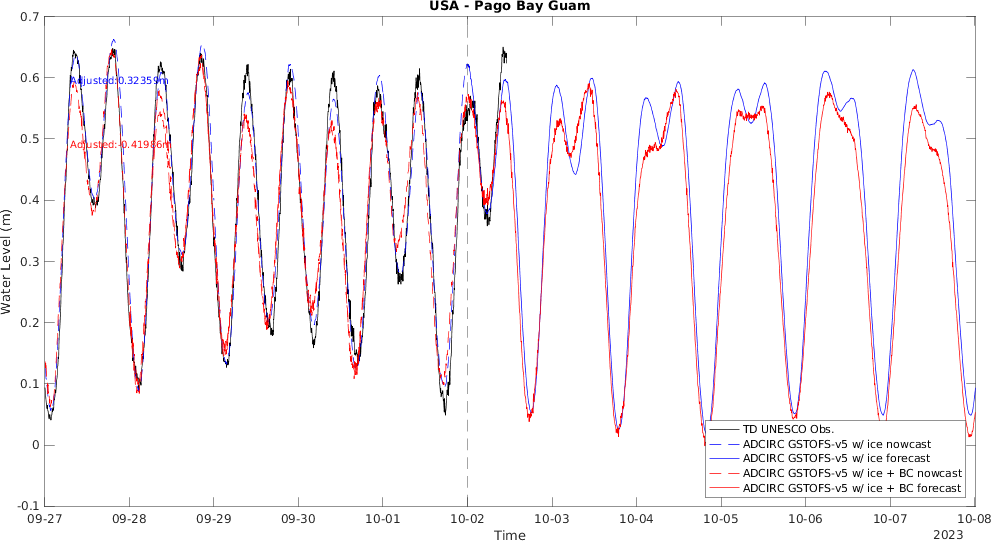 USA - Pago Bay Guam
0.7
0.6
0.5
0.4
0.3
0.2
0.1
0
-0.1
Water Level (m)
Adjusted:0.32359m
Adjusted:-0.41986m
09-27 09-28 09-29 09-30 10-01 10-02 10-03 10-04 10-05 10-06 10-07 10-08
Time
2023
TD UNESCO Obs.
ADCIRC GSTOFS-v5 w/ ice nowcast
ADCIRC GSTOFS-v5 w/ ice forecast
ADCIRC GSTOFS-v5 w/ ice + BC nowcast
ADCIRC GSTOFS-v5 w/ ice + BC forecast